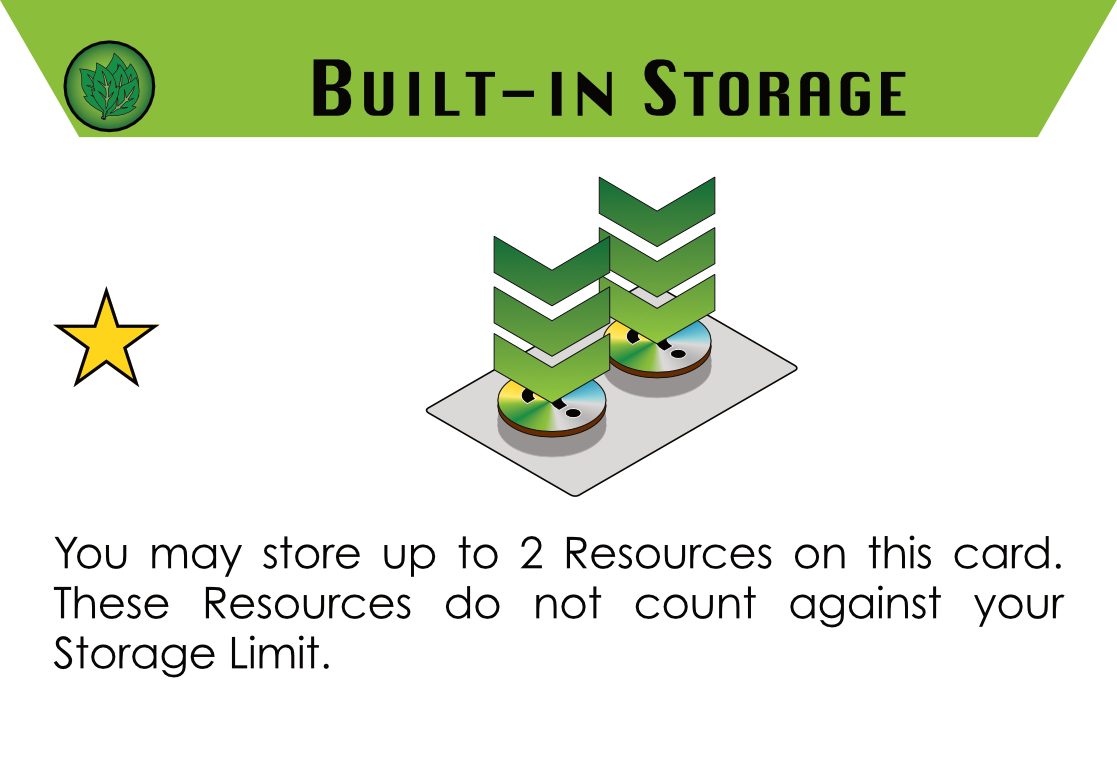 Built-in Storage
You may store up to 2 Resources on this card.
These Resources do not count against your
Storage Limit.